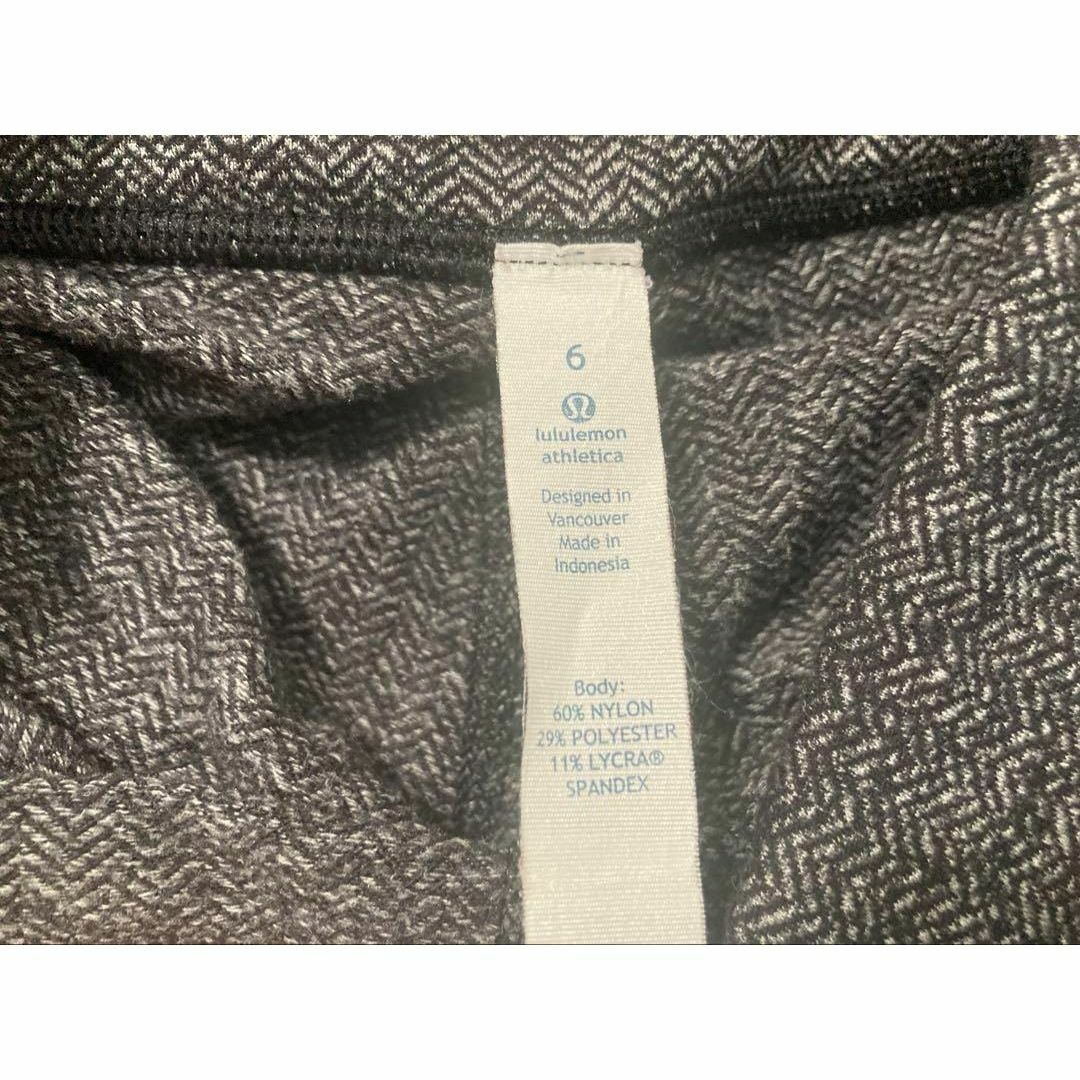 6
lululemon
athletica
Designed in
Vancouver
Made in
Indonesia
Body:
60% NYLON
29% POLYESTER
11% LYCRA®
SPANDEX